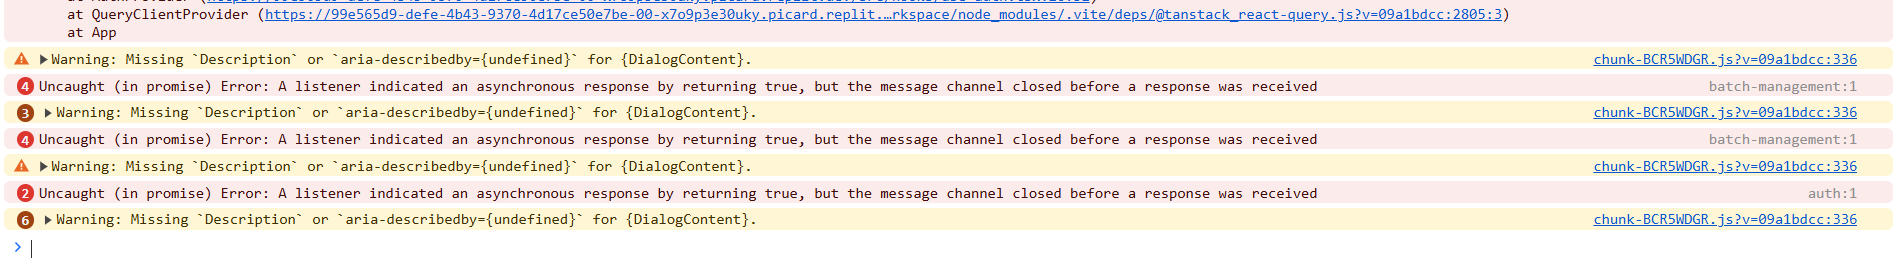 at QueryClientProvider (https://99e565d9-defe-4b43-9370-4d17ce50e7be-00-x7o9p3e30uky.picard.replit.…rkspace/node_modules/.vite/deps/@tanstack_react-query.js?v=09a1bdcc:2805:3)
at App
Warning: Missing `Description` or `aria-describedby={undefined}` for {DialogContent}. chunk-BCR5WDGR.js?v=09a1bdcc:336
4 Uncaught (in promise) Error: A listener indicated an asynchronous response by returning true, but the message channel closed before a response was received batch-management:1
3 Warning: Missing `Description` or `aria-describedby={undefined}` for {DialogContent}. chunk-BCR5WDGR.js?v=09a1bdcc:336
4 Uncaught (in promise) Error: A listener indicated an asynchronous response by returning true, but the message channel closed before a response was received batch-management:1
Warning: Missing `Description` or `aria-describedby={undefined}` for {DialogContent}. chunk-BCR5WDGR.js?v=09a1bdcc:336
2 Uncaught (in promise) Error: A listener indicated an asynchronous response by returning true, but the message channel closed before a response was received auth:1
6 Warning: Missing `Description` or `aria-describedby={undefined}` for {DialogContent}. chunk-BCR5WDGR.js?v=09a1bdcc:336